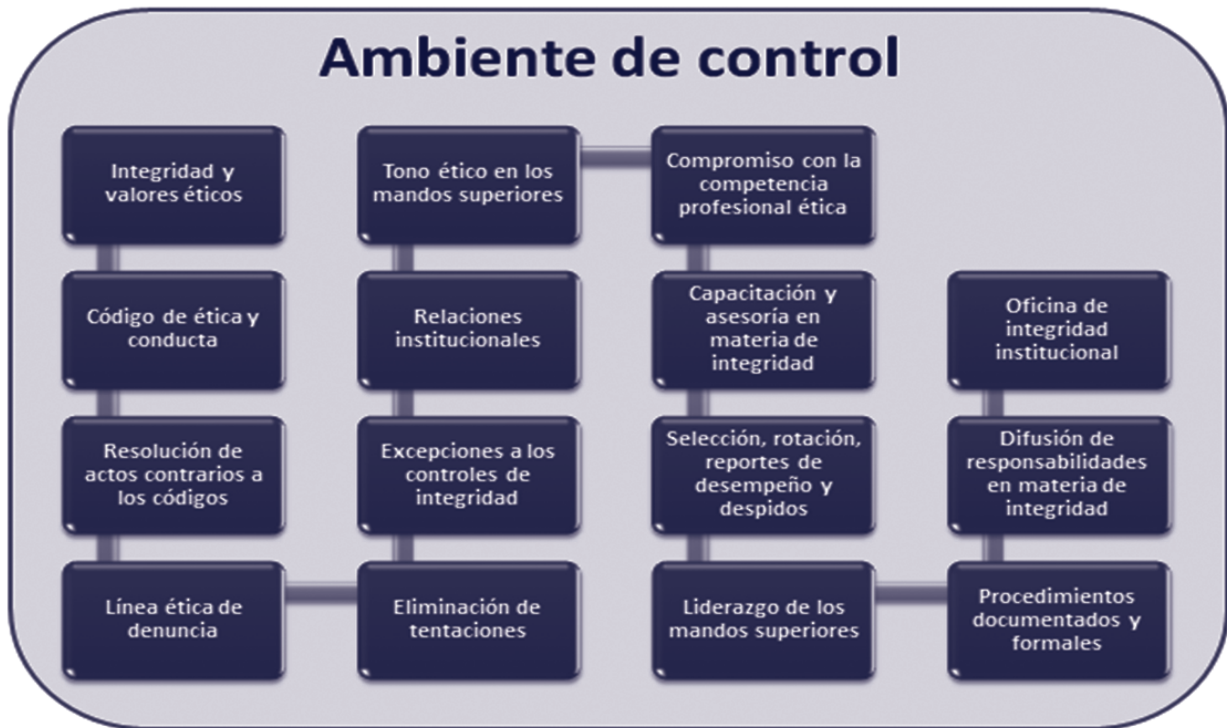 Ambiente de control
Integridad y
valores éticos
Código de ética y
conducta
Resolución de
actos contrarios a
los códigos
Línea ética de
denuncia
Eliminación de
tentaciones
Excepciones a los
controles de
integridad
Relaciones
institucionales
Tono ético en los
mandos superiores
Compromiso con la
competencia
profesional ética
Capacitación y
asesoría en
materia de
integridad
Selección, rotación,
reportes de
desempeño y
despidos
Liderazgo de los
mandos superiores
Procedimientos
documentados y
formales
Difusión de
responsabilidades
en materia de
integridad
Oficina de
integridad
institucional